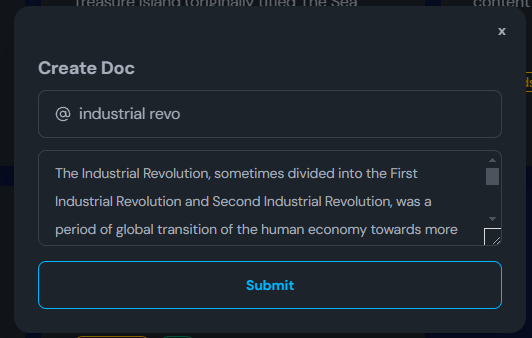 Treasure Island (originally titled The Sea
content
x
Create Doc
@ industrial revo
The Industrial Revolution, sometimes divided into the First
Industrial Revolution and Second Industrial Revolution, was a
period of global transition of the human economy towards more
Submit